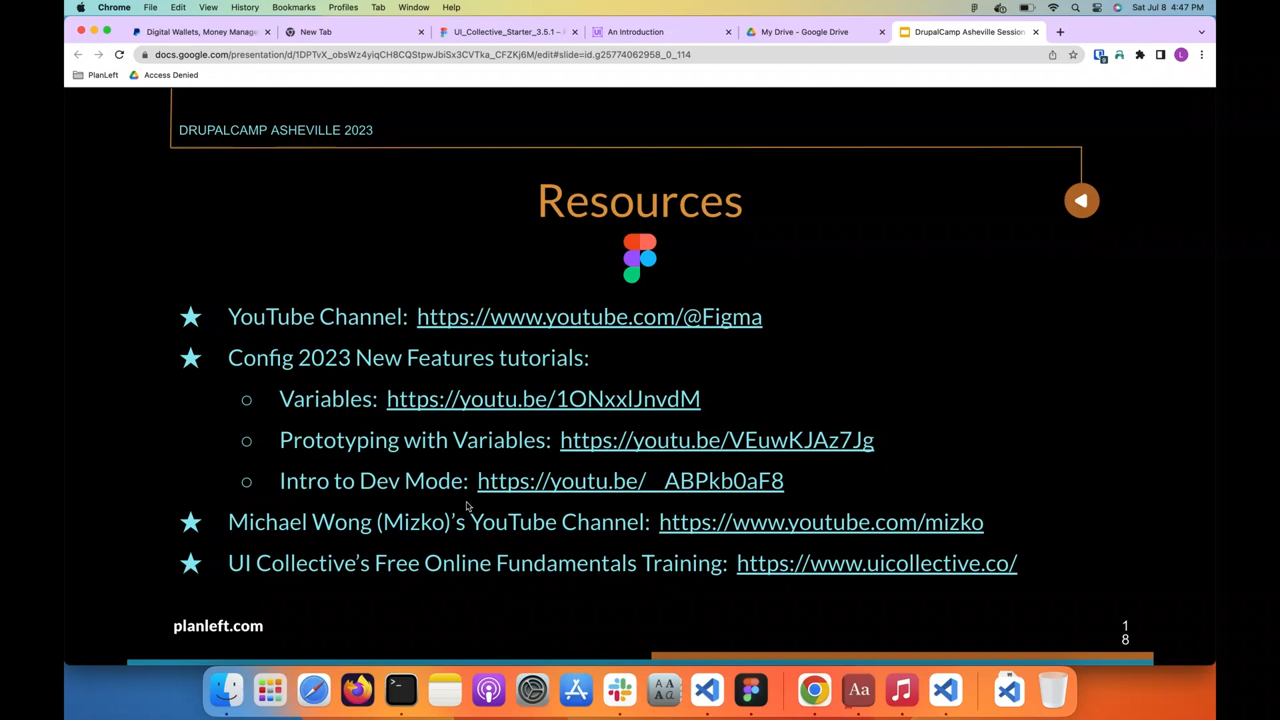 Chrome File Edit View History Bookmarks Profiles Tab Window Help Sat Jul 8 4:47 PM
Digital Wallets, Money Manage New Tab UI_Collective_Starter_3.5.1 – An Introduction My Drive - Google Drive DrupalCamp Asheville Session
docs.google.com/presentation/d/1DPTvX_obsWz4yiqCH8CQStpwJbiSx3CVTka_CFZKj6M/edit#slide=id.g25774062958_0_114
PlanLeft Access Denied
DRUPALCAMP ASHEVILLE 2023
Resources
★ YouTube Channel: https://www.youtube.com/@Figma
★ Config 2023 New Features tutorials:
○ Variables: https://youtu.be/1ONxxlJnvdM
○ Prototyping with Variables: https://youtu.be/VEuwKJAz7Jg
○ Intro to Dev Mode: https://youtu.be/__ABPkb0aF8
★ Michael Wong (Mizko)’s YouTube Channel: https://www.youtube.com/mizko
★ UI Collective’s Free Online Fundamentals Training: https://www.uicollective.co/
planleft.com
1
8